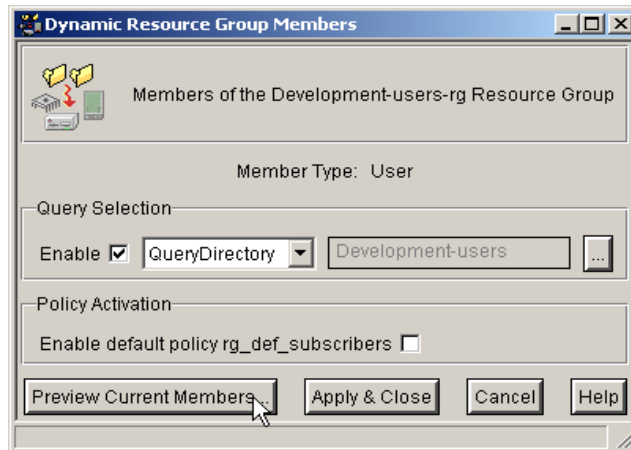 Dynamic Resource Group Members
Members of the Development-users-rg Resource Group
Member Type: User
Query Selection
Enable QueryDirectory Development-users ...
Policy Activation
Enable default policy rg_def_subscribers
Preview Current Members... Apply & Close Cancel Help